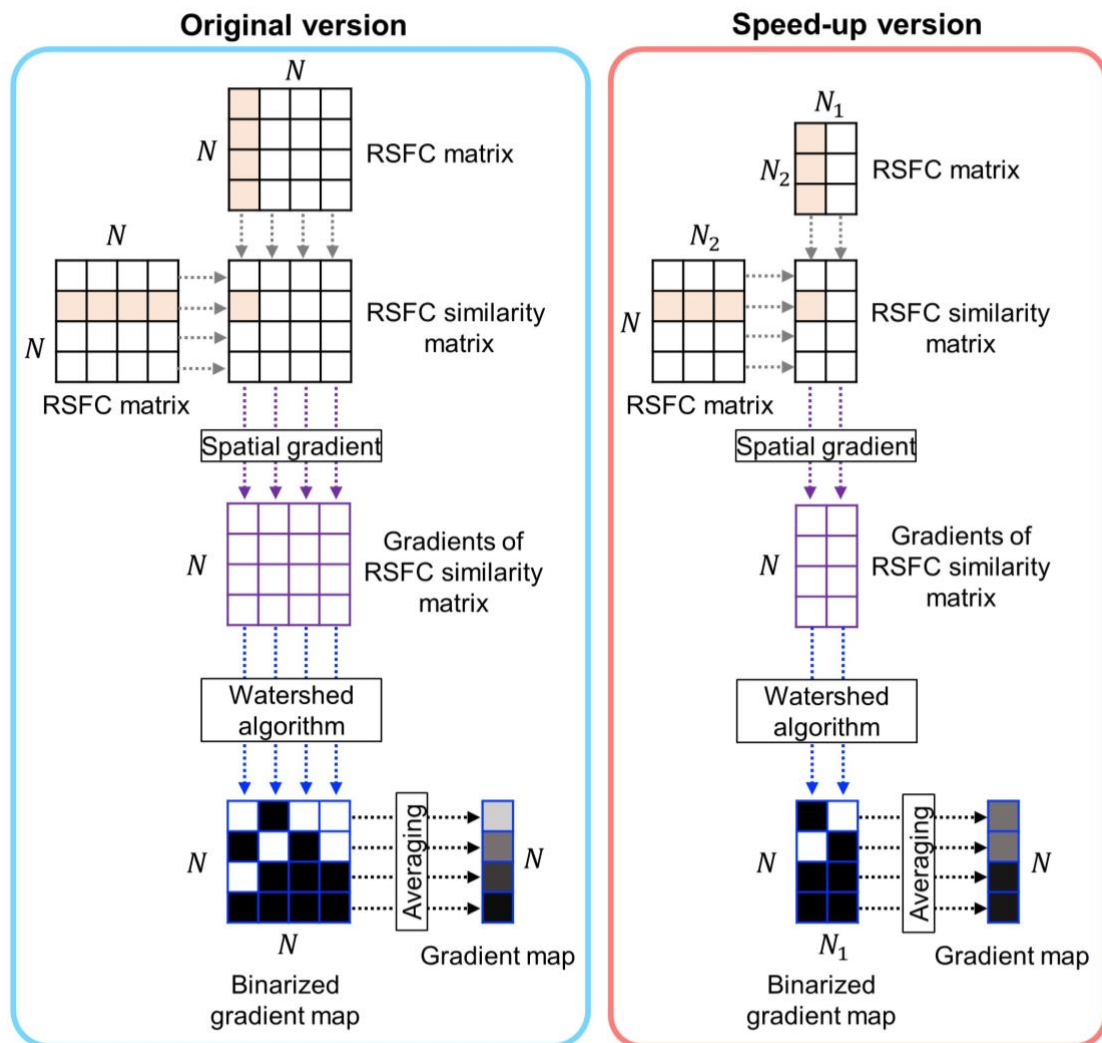 Original version
N
N
RSFC matrix
N
N
RSFC similarity
matrix
RSFC matrix
Spatial gradient
N
Gradients of
RSFC similarity
matrix
Watershed
algorithm
N
Averaging
N
N
Gradient map
Binarized
gradient map
Speed-up version
N₁
N₂
RSFC matrix
N₂
N
RSFC similarity
matrix
RSFC matrix
Spatial gradient
N
Gradients of
RSFC similarity
matrix
Watershed
algorithm
N
Averaging
N
N₁
Gradient map
Binarized
gradient map